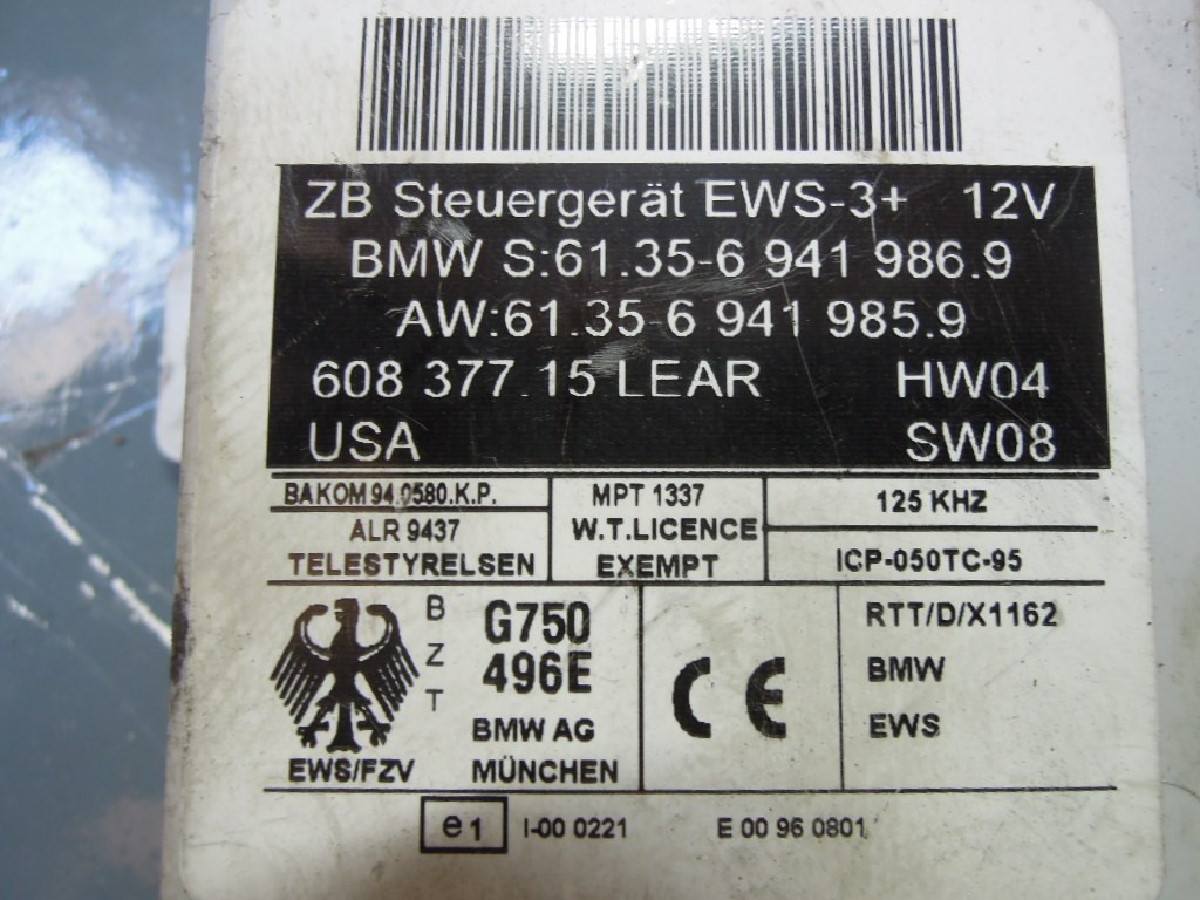 ZB Steuergerät EWS-3+ 12V
BMW S:61.35-6 941 986.9
AW:61.35-6 941 985.9
608 377.15 LEAR HW04
USA SW08
BAKOM 94.0580.K.P.
ALR 9437
TELESTYRELSEN
MPT 1337
W.T.LICENCE
EXEMPT
125 KHZ
ICP-050TC-95
B
Z
T
EWS/FZV
G750
496E
BMW AG
MÜNCHEN
CE
RTT/D/X1162
BMW
EWS
e1 I-00 0221 E 00 96 0801